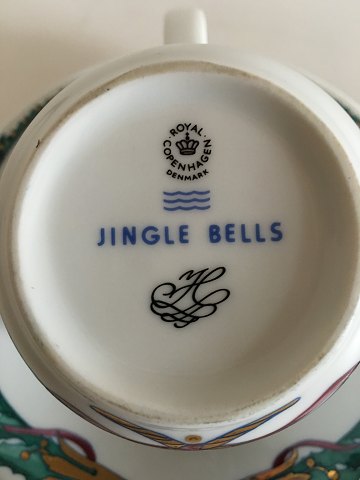 ROYAL
COPENHAGEN
DENMARK
JINGLE BELLS
H